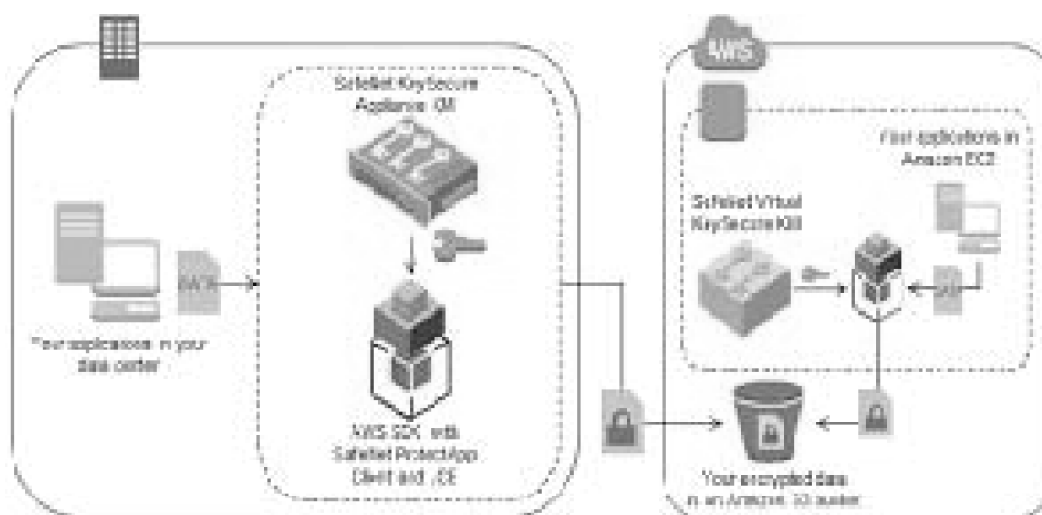 SafeNet KeySecure
Appliance
Your applications in your
data center
DATA
AWS SDK with
SafeNet ProtectApp
Client and JCE
AWS
Your applications in
Amazon EC2
SafeNet Virtual
KeySecure
Your encrypted data
in an Amazon S3 bucket